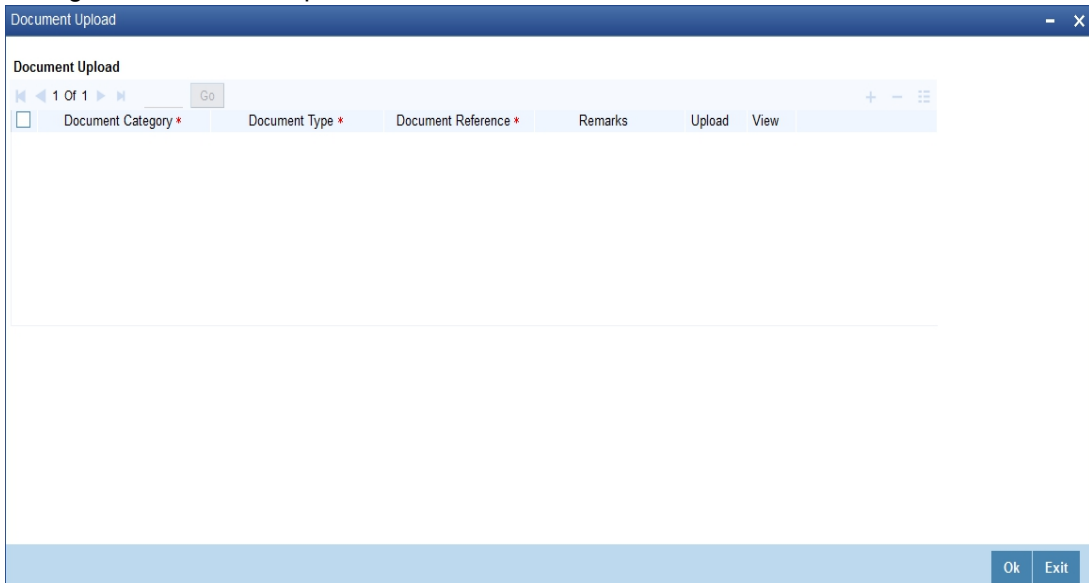 Document Upload
Document Upload
1 Of 1 Go
Document Category * Document Type * Document Reference * Remarks Upload View
Ok Exit